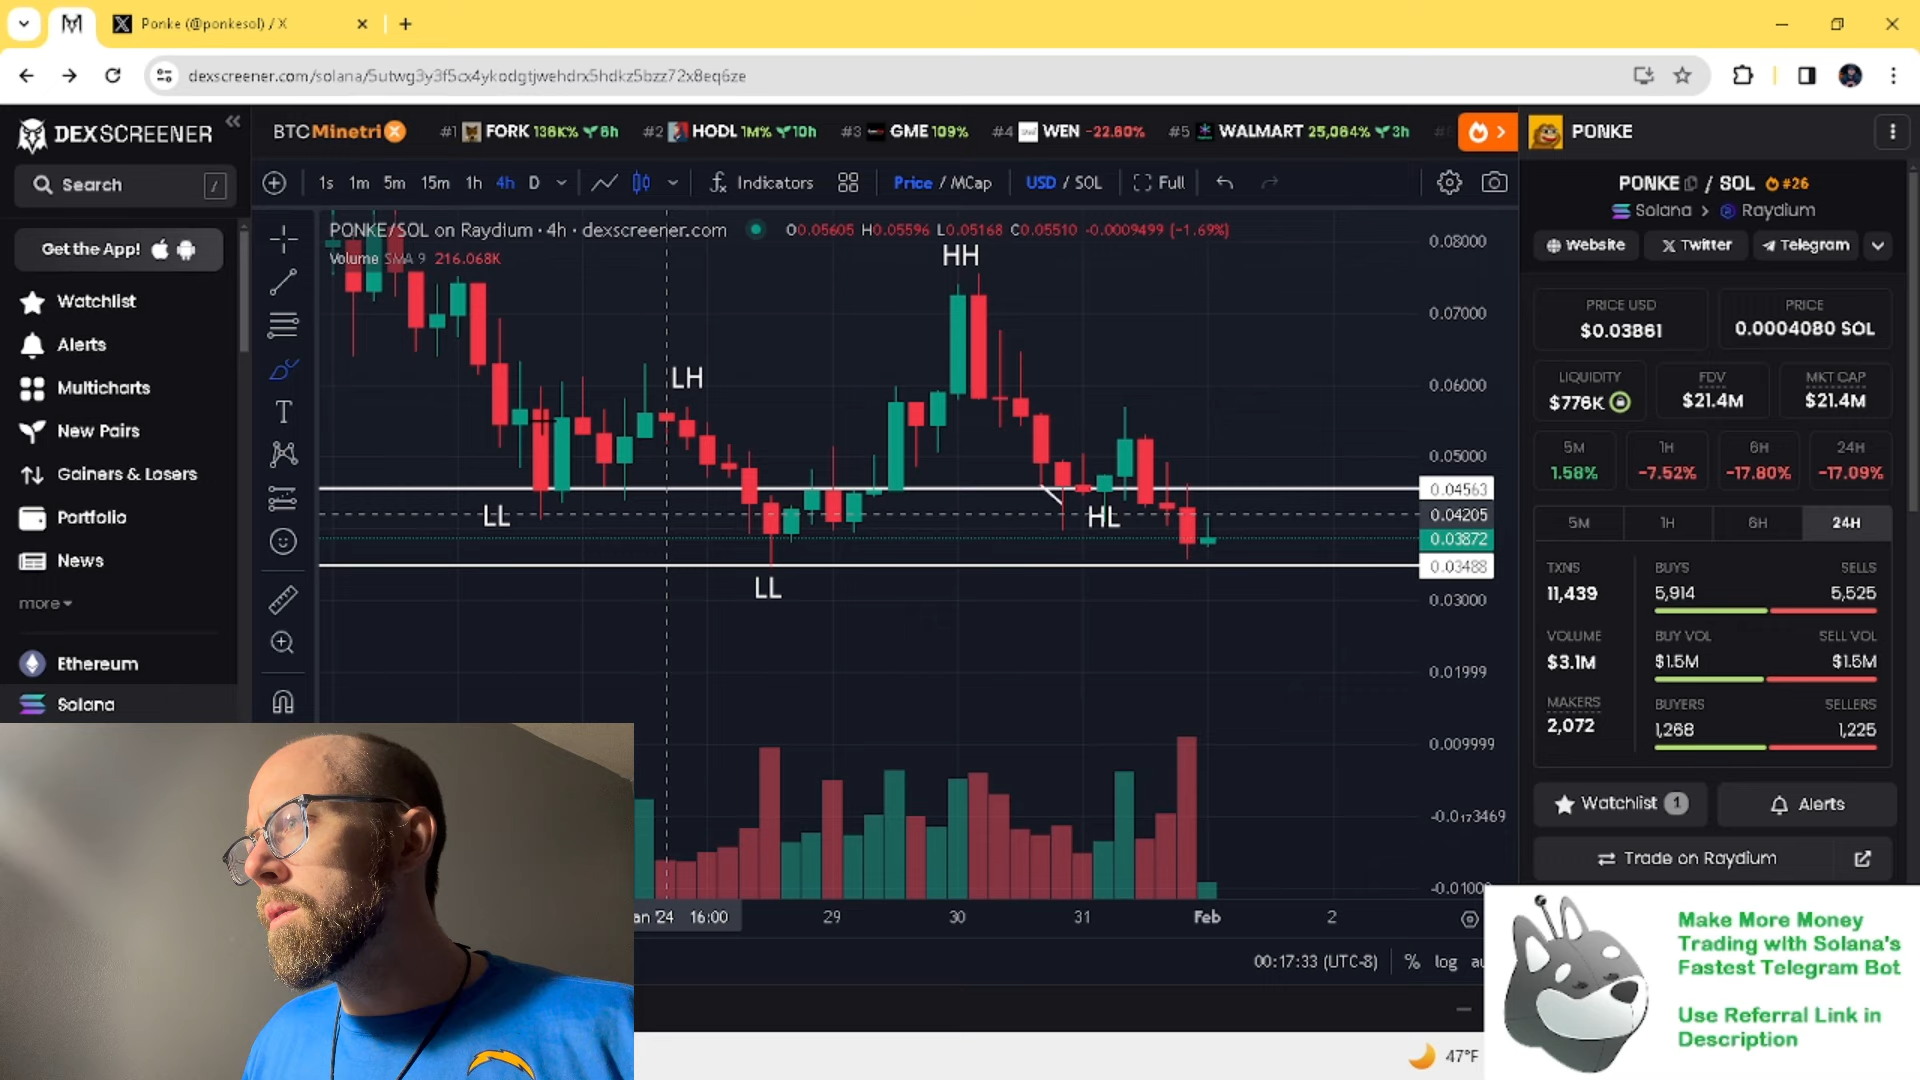 Ponke (@ponkesol) / X
dexscreener.com/solana/5utwg3y3f5cx4ykodgtjwehdrx5hdkz5bzz72x8eq6ze
DEXSCREENER
Search /
Get the App!
Watchlist
Alerts
Multicharts
New Pairs
Gainers & Losers
Portfolio
News
more
Ethereum
Solana
BTCMinetrix
#1 FORK 136K% 6h
#2 HODL 1M% 10h
#3 GME 109%
#4 WEN -22.80%
#5 WALMART 25,064% 3h
1s 1m 5m 15m 1h 4h D
Indicators
Price / MCap
USD / SOL
Full
PONKE/SOL on Raydium · 4h · dexscreener.com
O0.05605 H0.05596 L0.05168 C0.05510 -0.0009499 (-1.69%)
Volume SMA 9 216.068K
HH
LH
LL
HL
LL
0.08000
0.07000
0.06000
0.05000
0.04563
0.04205
0.03872
0.03488
0.03000
0.01999
0.009999
-0.0173469
-0.0100
an '24 16:00
29
30
31
Feb
2
00:17:33 (UTC-8)
% log au
PONKE
PONKE / SOL #26
Solana > Raydium
Website
Twitter
Telegram
PRICE USD
$0.03861
PRICE
0.0004080 SOL
LIQUIDITY
$776K
FDV
$21.4M
MKT CAP
$21.4M
5M
1.58%
1H
-7.52%
6H
-17.80%
24H
-17.09%
5M 1H 6H 24H
TXNS
11,439
BUYS SELLS
5,914 5,525
VOLUME
$3.1M
BUY VOL SELL VOL
$1.5M $1.5M
MAKERS
2,072
BUYERS SELLERS
1,268 1,225
Watchlist 1
Alerts
Trade on Raydium
Make More Money
Trading with Solana's
Fastest Telegram Bot
Use Referral Link in
Description
47°F